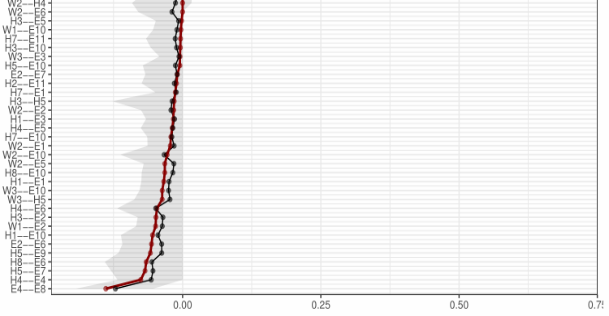 W2—H4
W2—E6
H3—E5
W1—E10
H7—E11
H3—E10
W3—E3
H5—E10
E2—E7
H2—E11
H7—E1
H3—H5
W2—E2
H1—E3
H4—E5
H7—E10
W2—E1
W2—E10
W2—E5
H8—E10
H1—E1
W3—E10
W3—H5
H4—E6
H3—E2
W1—E2
H1—E10
E2—E6
H5—E9
H8—E6
H5—E7
H4—E4
E4—E8
0.00 0.25 0.50